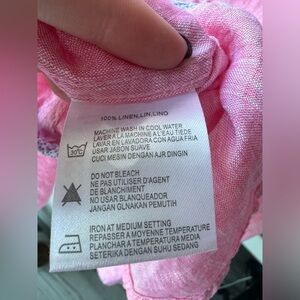 100% LINEN,LIN,LINO
MACHINE WASH IN COOL WATER
LAVER A LA MACHINE A L'EAU TIEDE
LAVAR A LAVADORA CON AGUA FRIA
USAR JABON SUAVE
CUCI MESIN DENGAN AJR DINGIN
30°C
DO NOT BLEACH
NE PAS UTILISER D'AGENT
DE BLANCHIMENT
NO USAR BLANQUEADOR
JANGAN GUNAKAN PEMUTIH
IRON AT MEDIUM SETTING
REPASSER A MOYENNE TEMPERATURE
PLANCHAR A TEMPERATURA MEDIA
SETERIKA DENGAN SUHU SEDANG